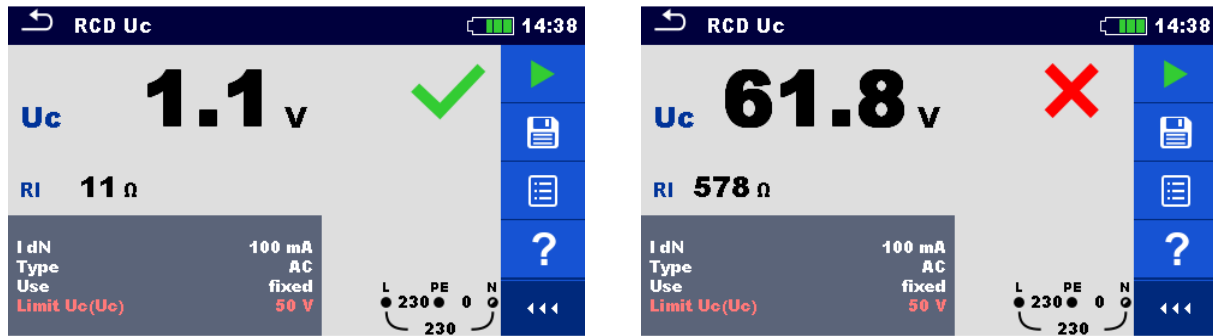 RCD Uc 14:38
Uc 1.1 V
RI 11 Ω
I dN 100 mA
Type AC
Use fixed
Limit Uc(Uc) 50 V
L PE N
230 0
230
?
RCD Uc 14:38
Uc 61.8 V
RI 578 Ω
I dN 100 mA
Type AC
Use fixed
Limit Uc(Uc) 50 V
L PE N
230 0
230
?